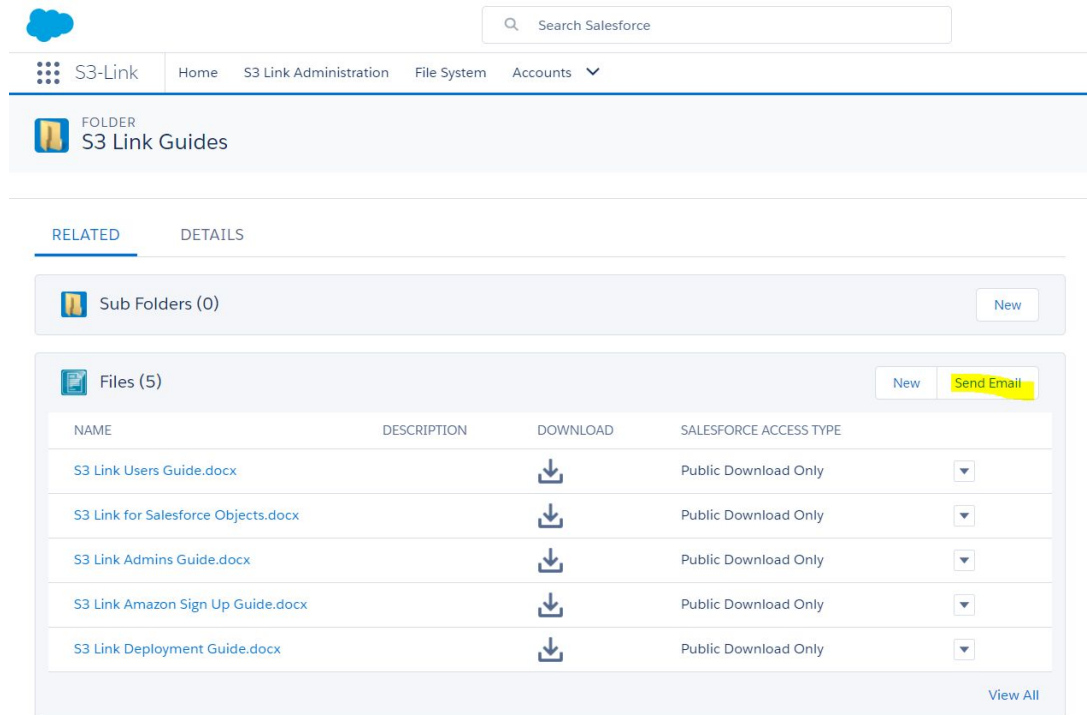 Search Salesforce
S3-Link Home S3 Link Administration File System Accounts
FOLDER
S3 Link Guides
RELATED DETAILS
Sub Folders (0) New
Files (5) New Send Email
NAME DESCRIPTION DOWNLOAD SALESFORCE ACCESS TYPE
S3 Link Users Guide.docx Public Download Only
S3 Link for Salesforce Objects.docx Public Download Only
S3 Link Admins Guide.docx Public Download Only
S3 Link Amazon Sign Up Guide.docx Public Download Only
S3 Link Deployment Guide.docx Public Download Only
View All